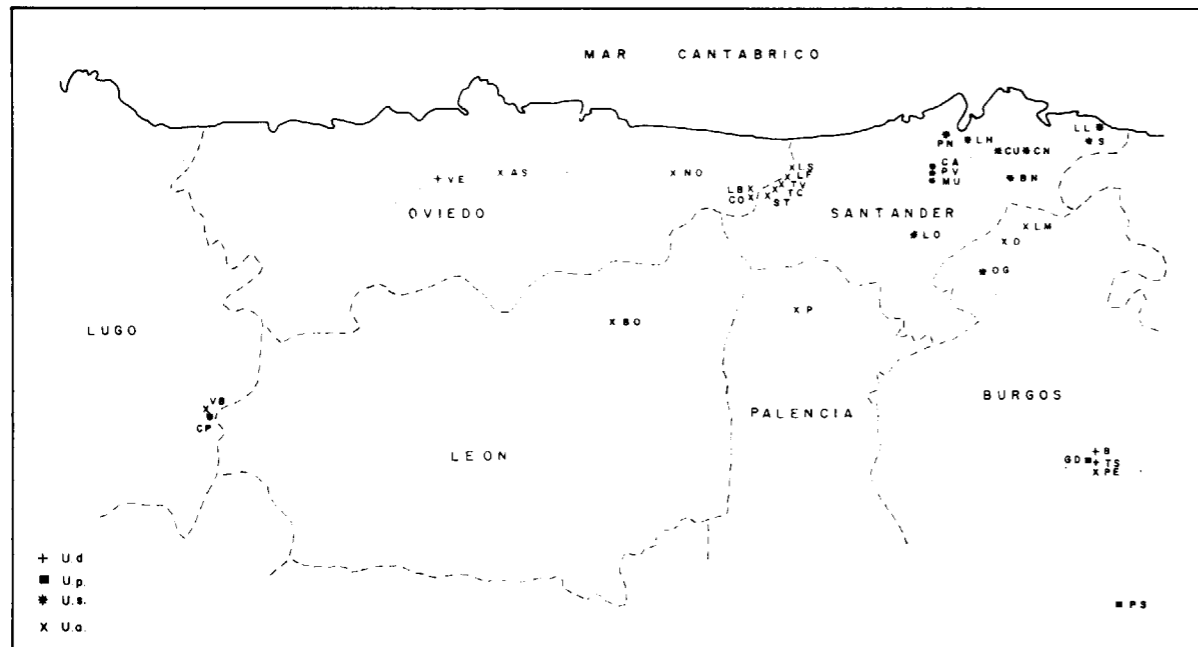 MAR CANTABRICO
LL
S
PN
LH
CU
CN
CA
PV
MU
BN
VE
AS
NO
LS
LF
TV
TC
ST
LB
CO
OVIEDO
SANTANDER
LO
LM
O
OG
LUGO
BO
P
VB
CP
LEON
PALENCIA
BURGOS
B
GD
TS
PE
U.d
U.p.
U.s.
U.a.
PS